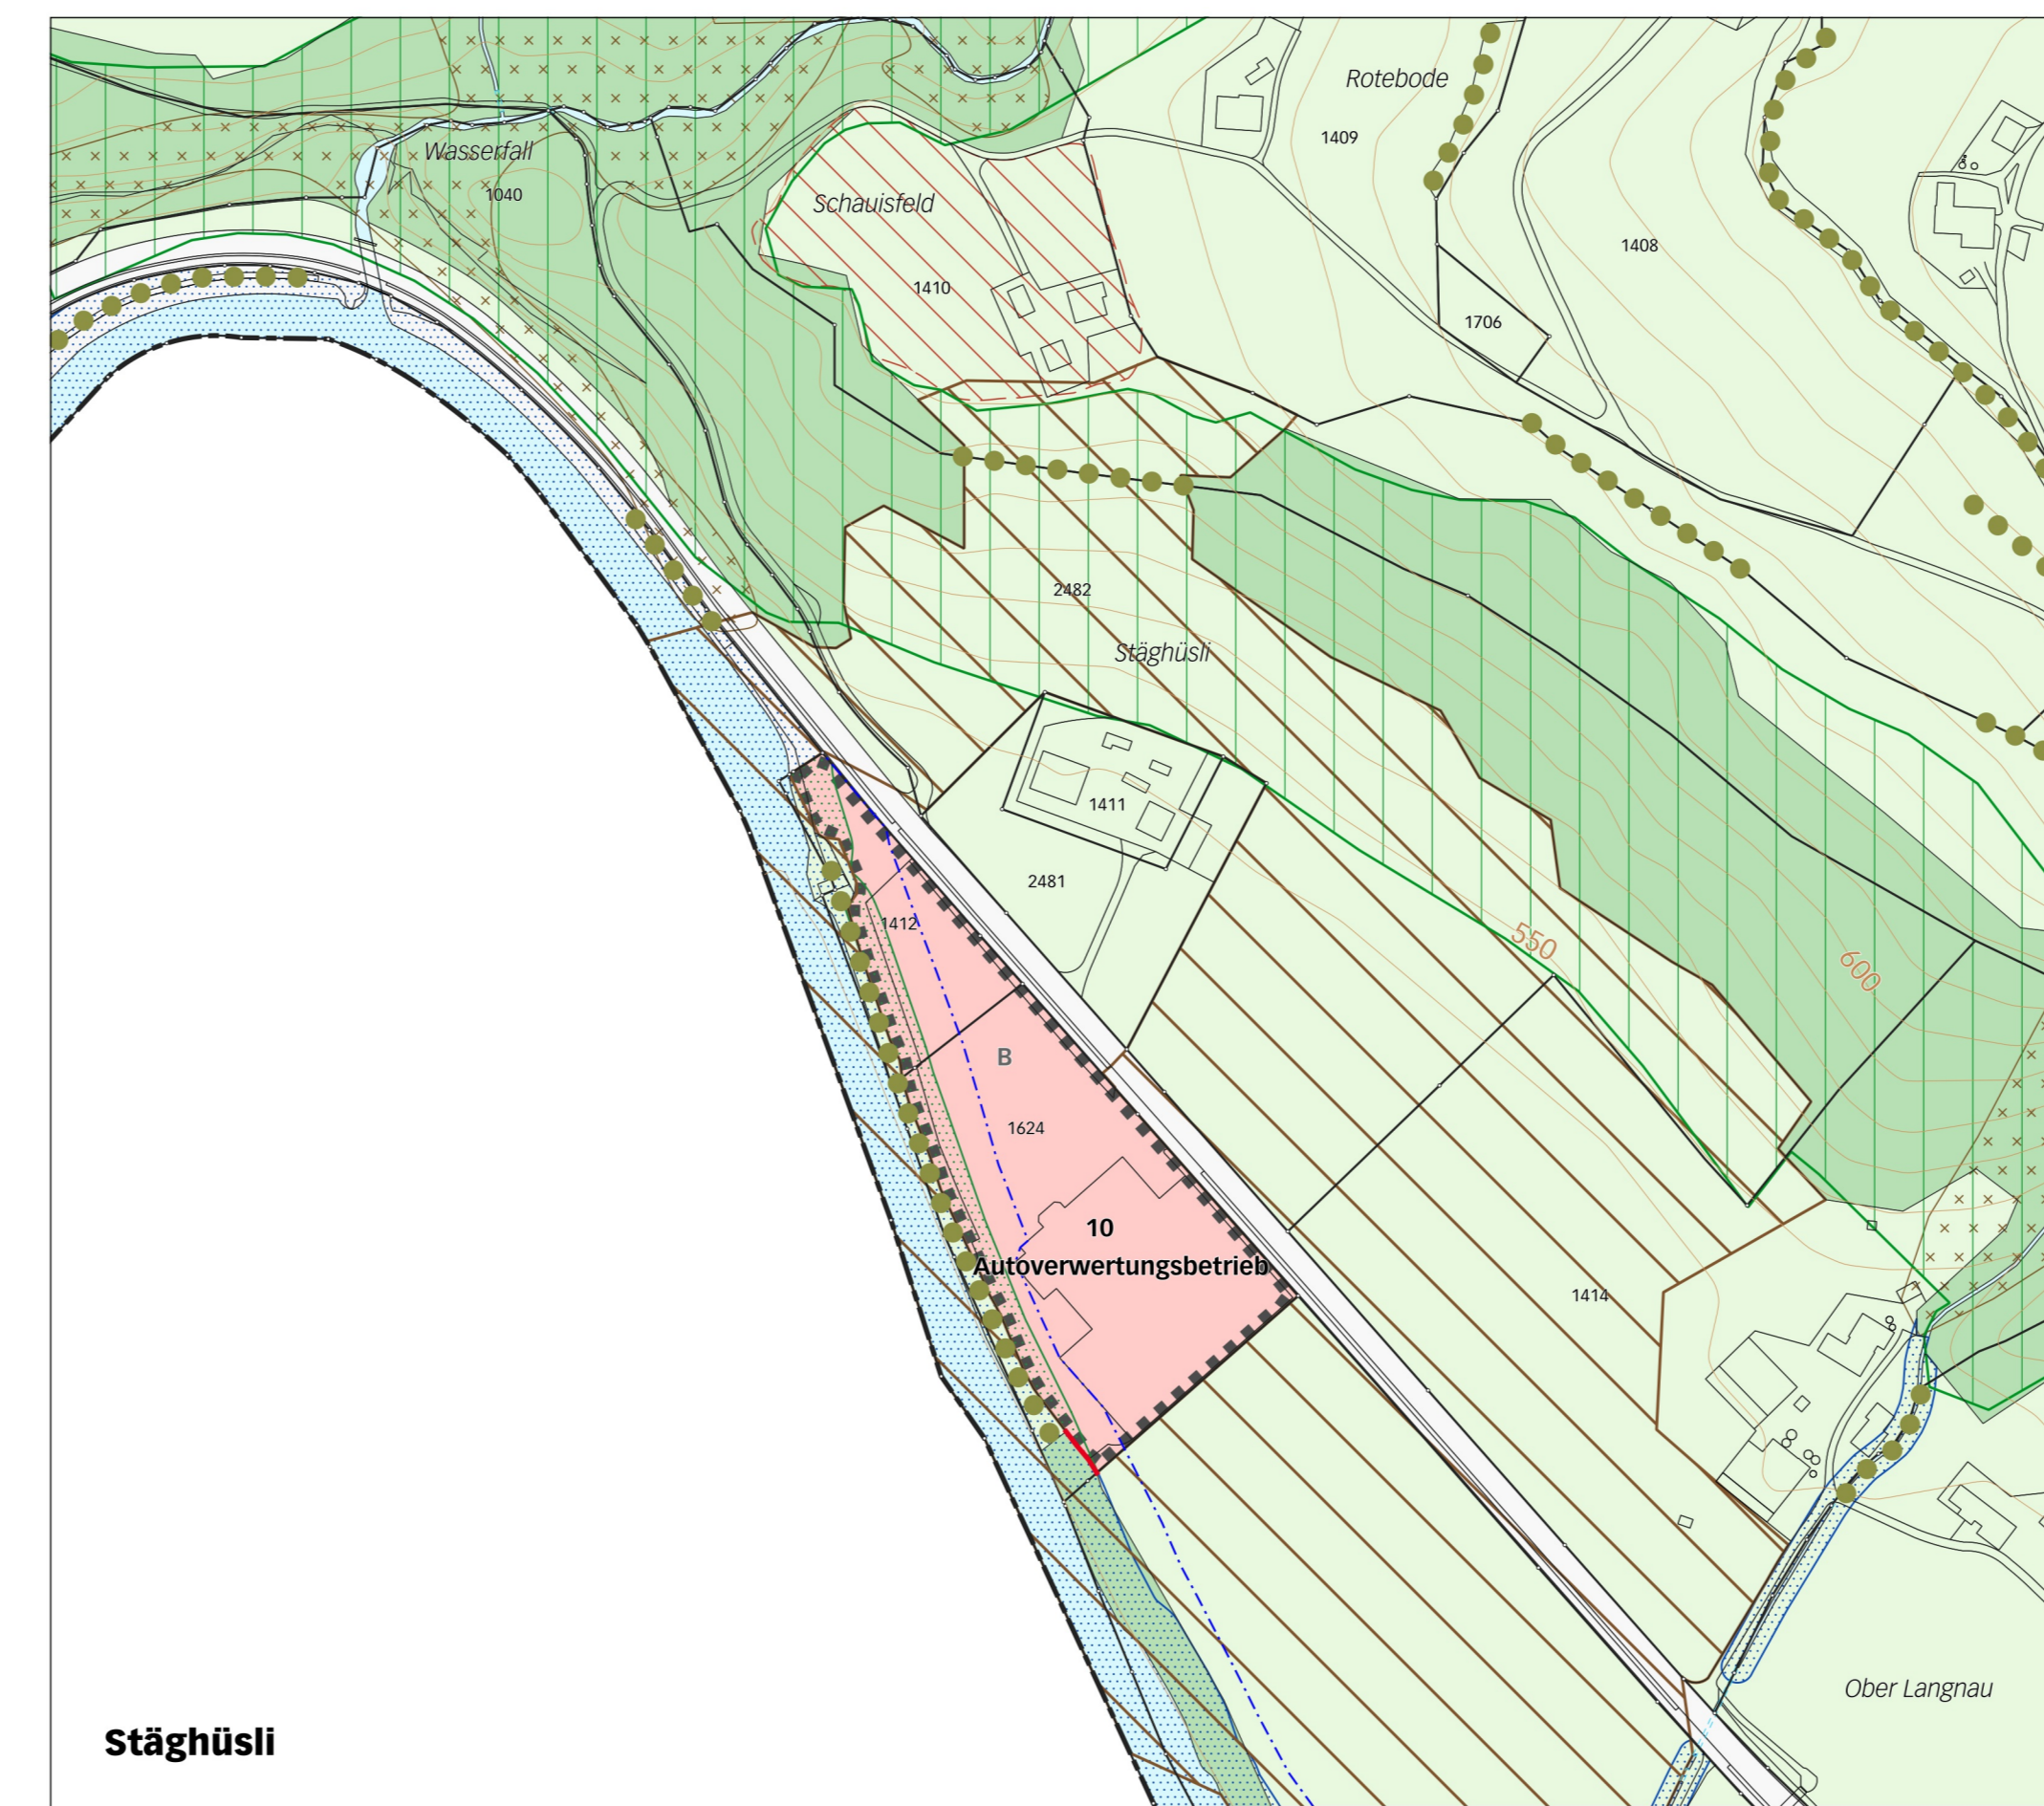 Rotebode
1409
Wasserfall
1040
Schauisfeld
1408
1410
1706
2482
Stäghüsli
1411
2481
1412
550
600
B
1624
10
Autoverwertungsbetrieb
1414
Ober Langnau
Stäghüsli